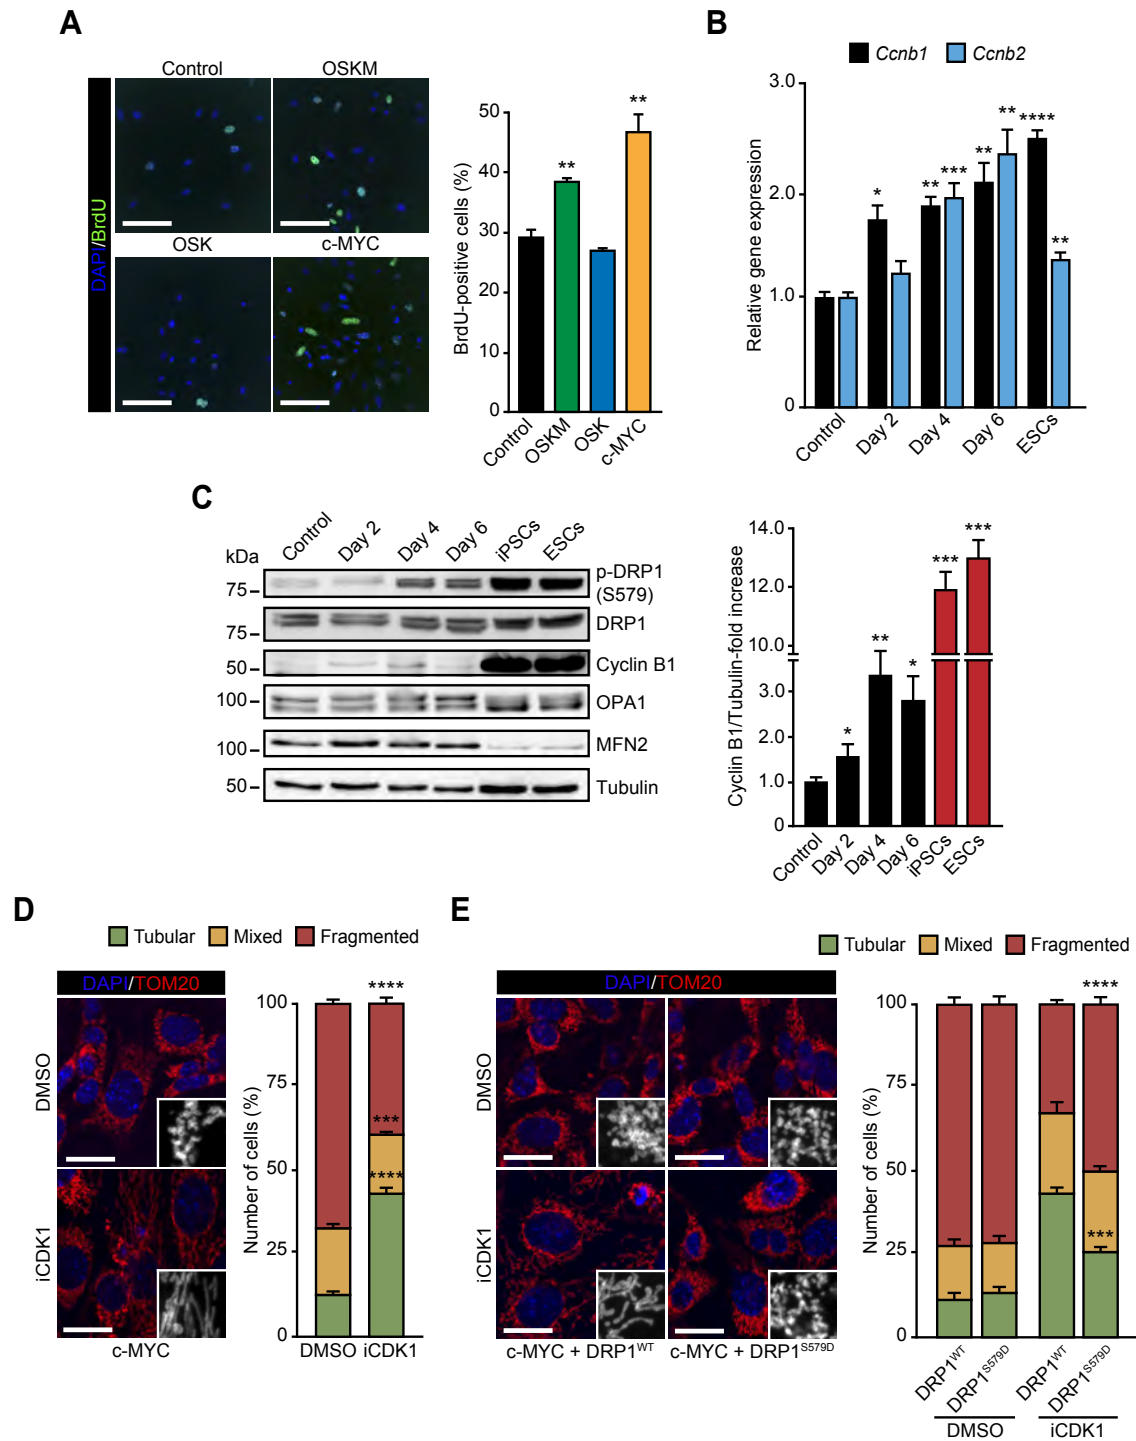 A
Control
OSKM
OSK
c-MYC
DAPI/BrdU
BrdU-positive cells (%)
50
40
30
20
10
0
**
**
Control
OSKM
OSK
c-MYC
B
Ccnb1
Ccnb2
Relative gene expression
3.0
2.0
1.0
0
*
**
***
**
**
****
**
Control
Day 2
Day 4
Day 6
ESCs
C
kDa
Control
Day 2
Day 4
Day 6
iPSCs
ESCs
75
p-DRP1
(S579)
75
DRP1
50
Cyclin B1
100
OPA1
100
MFN2
50
Tubulin
Cyclin B1/Tubulin-fold increase
14.0
12.0
10.0
3.0
2.0
1.0
0
*
**
*
***
***
Control
Day 2
Day 4
Day 6
iPSCs
ESCs
D
Tubular
Mixed
Fragmented
DAPI/TOM20
DMSO
iCDK1
c-MYC
Number of cells (%)
100
75
50
25
0
****
***
****
DMSO iCDK1
E
Tubular
Mixed
Fragmented
DAPI/TOM20
DMSO
iCDK1
c-MYC + DRP1WT
c-MYC + DRP1S579D
Number of cells (%)
100
75
50
25
0
****
***
DRP1WT
DRP1S579D
DRP1WT
DRP1S579D
DMSO
iCDK1